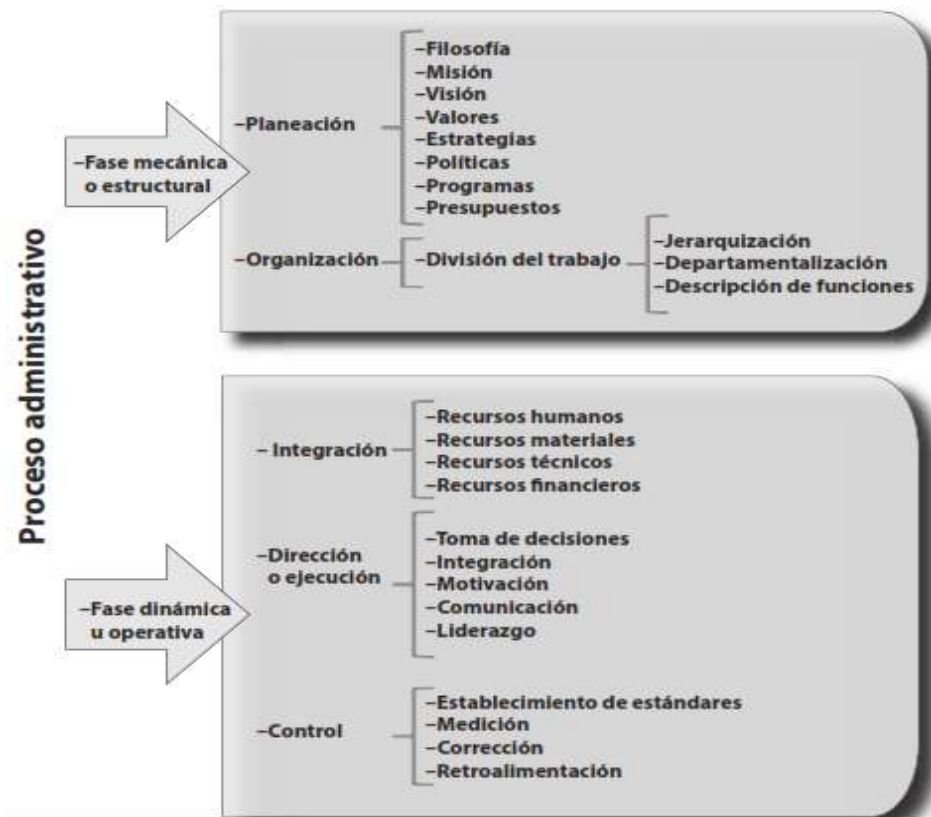 Proceso administrativo
–Fase mecánica
o estructural
–Planeación
–Filosofía
–Misión
–Visión
–Valores
–Estrategias
–Políticas
–Programas
–Presupuestos
–Organización
–División del trabajo
–Jerarquización
–Departamentalización
–Descripción de funciones
–Fase dinámica
u operativa
– Integración
–Recursos humanos
–Recursos materiales
–Recursos técnicos
–Recursos financieros
–Dirección
o ejecución
–Toma de decisiones
–Integración
–Motivación
–Comunicación
–Liderazgo
–Control
–Establecimiento de estándares
–Medición
–Corrección
–Retroalimentación